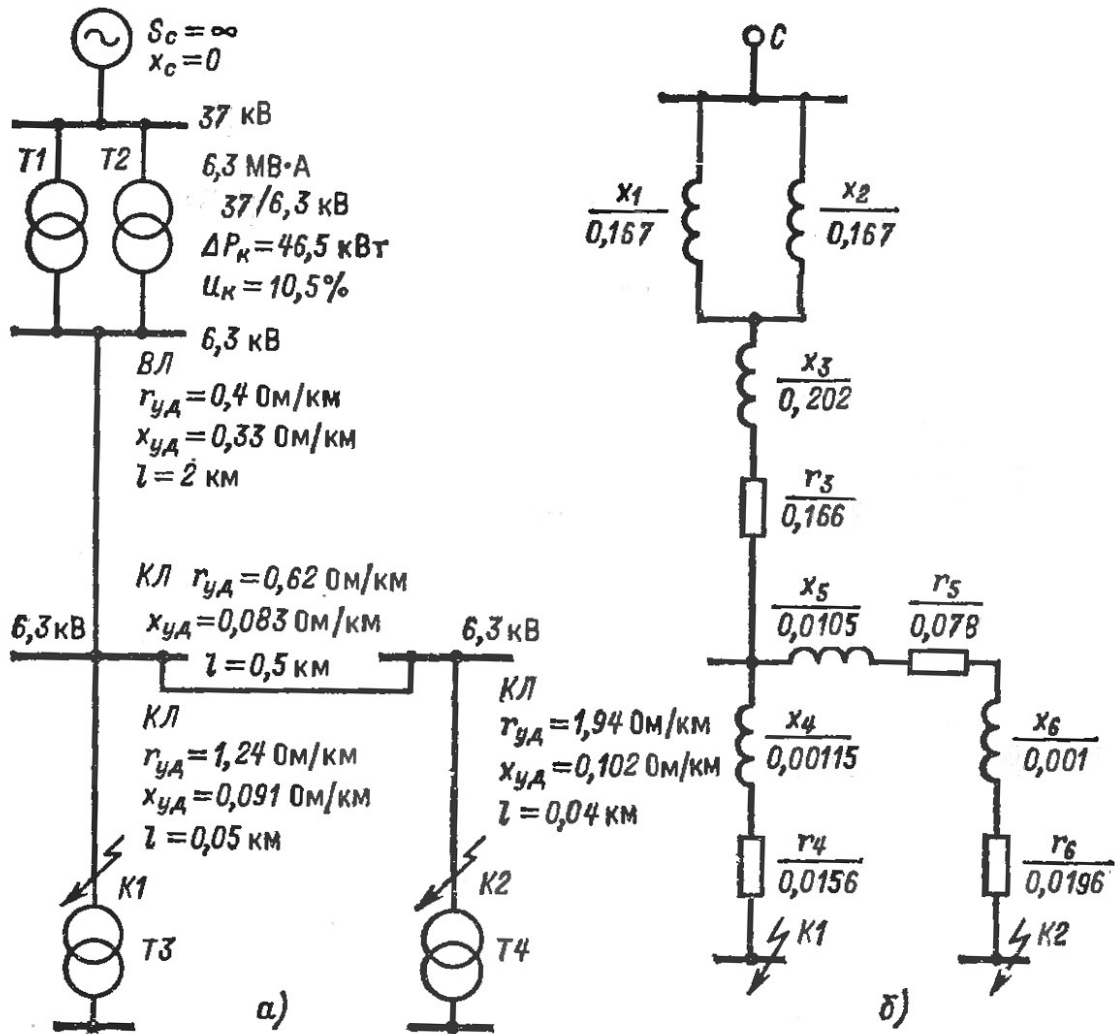 S_c = ∞
x_c = 0
37 кВ
T1
T2
6,3 МВ·А
37/6,3 кВ
ΔP_к = 46,5 кВт
u_к = 10,5%
6,3 кВ
ВЛ
r_уд = 0,4 Ом/км
x_уд = 0,33 Ом/км
l = 2 км
КЛ r_уд = 0,62 Ом/км
x_уд = 0,083 Ом/км
l = 0,5 км
6,3 кВ
6,3 кВ
КЛ
r_уд = 1,24 Ом/км
x_уд = 0,091 Ом/км
l = 0,05 км
К1
T3
КЛ
r_уд = 1,94 Ом/км
x_уд = 0,102 Ом/км
l = 0,04 км
К2
T4
а)
C
x1
0,167
x2
0,167
x3
0,202
r3
0,166
x5
0,0105
r5
0,078
x4
0,00115
r4
0,0156
К1
x6
0,001
r6
0,0196
К2
б)